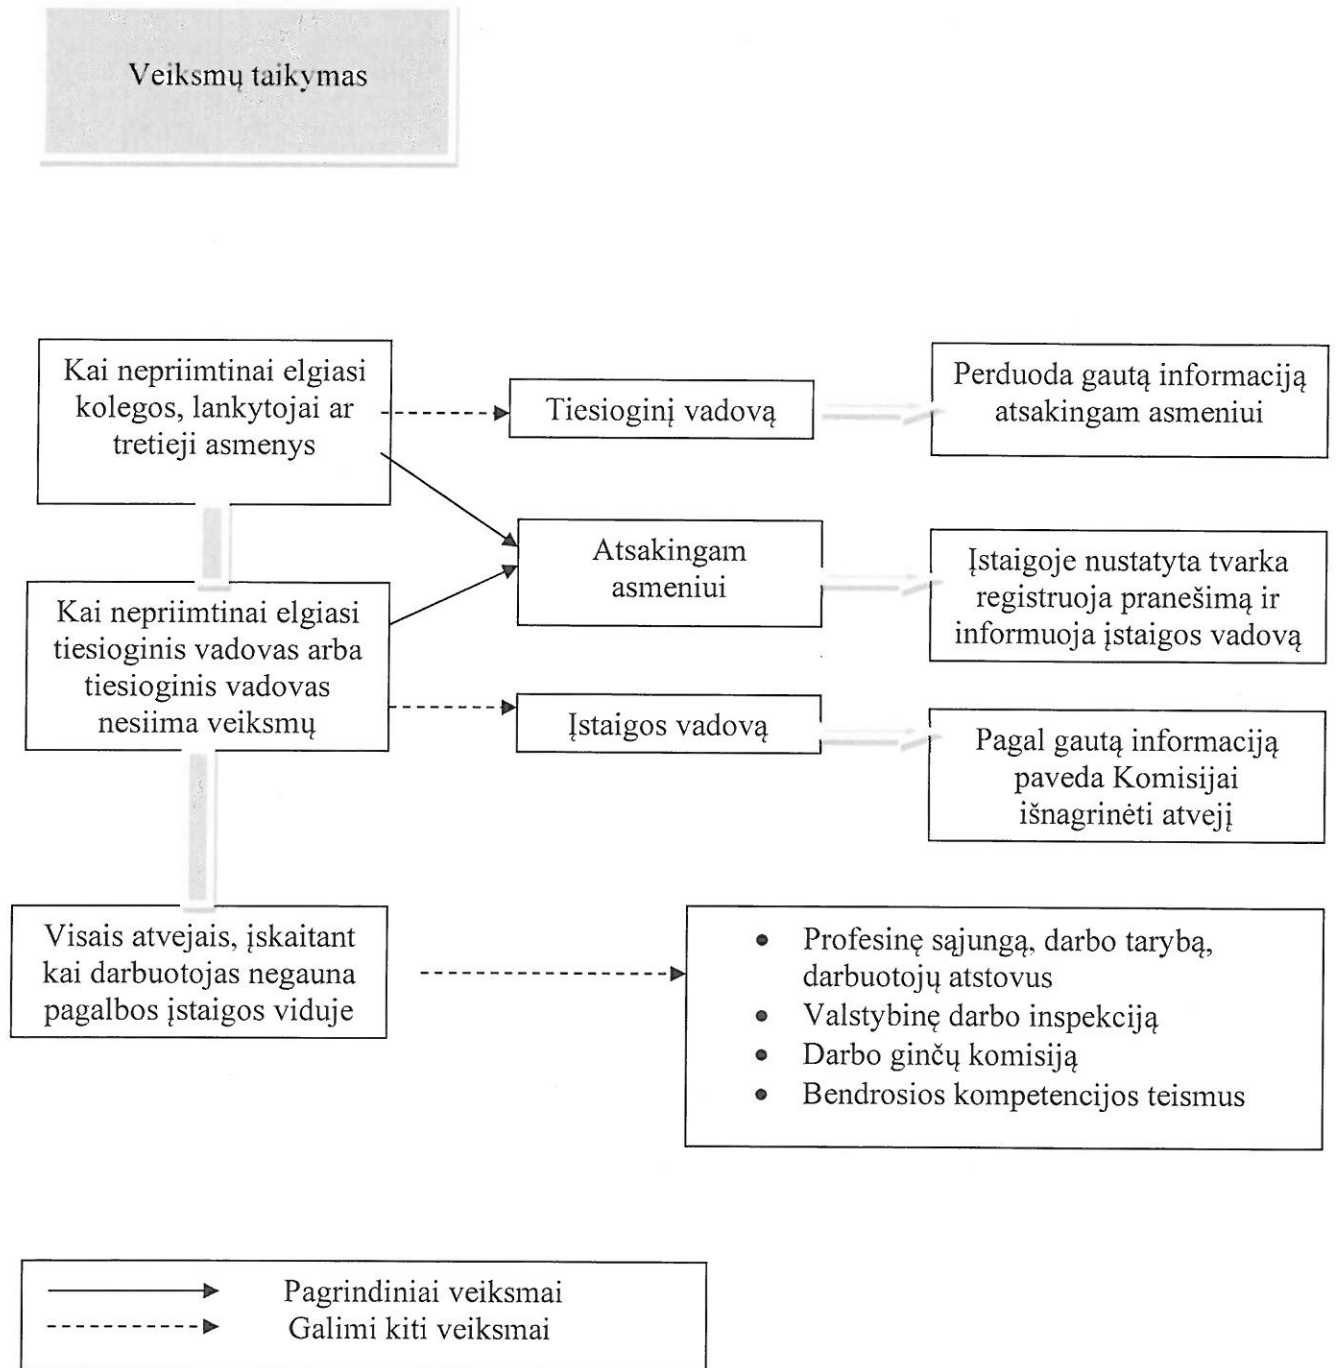 Veiksmų taikymas
Kai nepriimtinai elgiasi
kolegos, lankytojai ar
tretieji asmenys
Tiesioginį vadovą
Perduoda gautą informaciją
atsakingam asmeniui
Atsakingam
asmeniui
Įstaigoje nustatyta tvarka
registruoja pranešimą ir
informuoja įstaigos vadovą
Kai nepriimtinai elgiasi
tiesioginis vadovas arba
tiesioginis vadovas
nesiima veiksmų
Įstaigos vadovą
Pagal gautą informaciją
paveda Komisijai
išnagrinėti atvejį
Visais atvejais, įskaitant
kai darbuotojas negauna
pagalbos įstaigos viduje
• Profesinę sąjungą, darbo tarybą,
darbuotojų atstovus
• Valstybinę darbo inspekciją
• Darbo ginčų komisiją
• Bendrosios kompetencijos teismus
Pagrindiniai veiksmai
Galimi kiti veiksmai